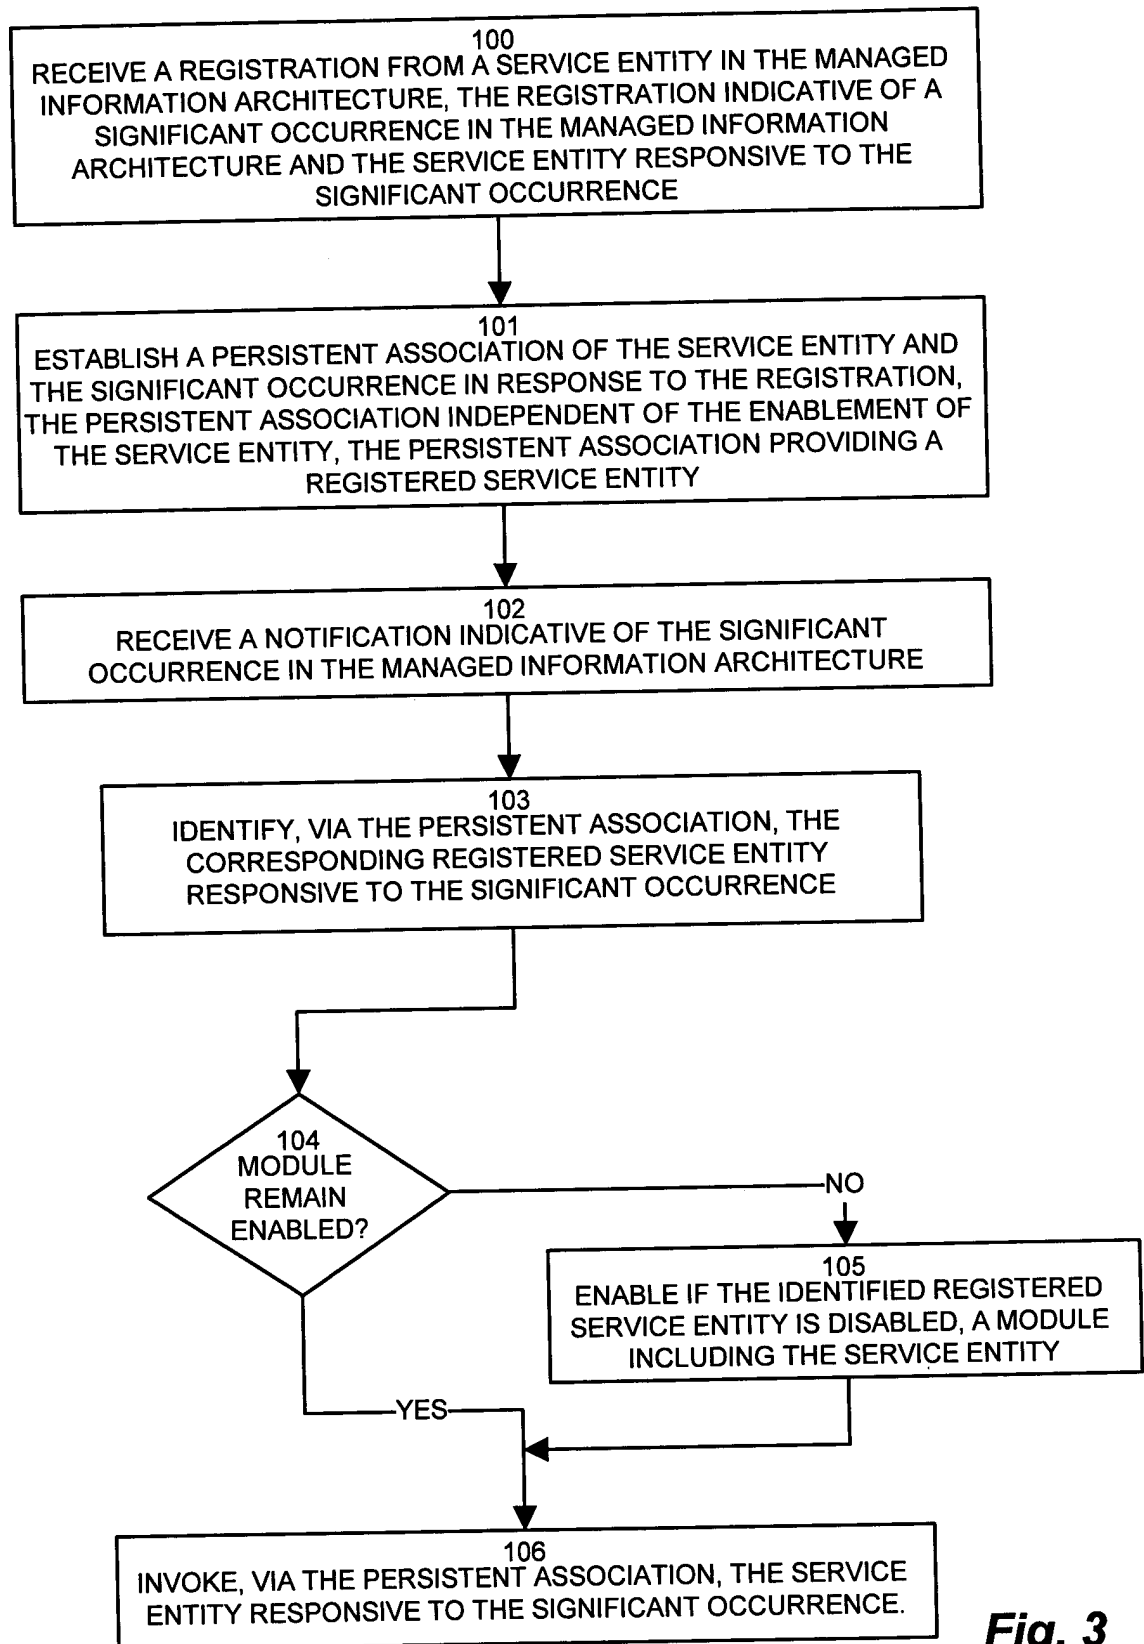 100
RECEIVE A REGISTRATION FROM A SERVICE ENTITY IN THE MANAGED
INFORMATION ARCHITECTURE, THE REGISTRATION INDICATIVE OF A
SIGNIFICANT OCCURRENCE IN THE MANAGED INFORMATION
ARCHITECTURE AND THE SERVICE ENTITY RESPONSIVE TO THE
SIGNIFICANT OCCURRENCE
101
ESTABLISH A PERSISTENT ASSOCIATION OF THE SERVICE ENTITY AND
THE SIGNIFICANT OCCURRENCE IN RESPONSE TO THE REGISTRATION,
THE PERSISTENT ASSOCIATION INDEPENDENT OF THE ENABLEMENT OF
THE SERVICE ENTITY, THE PERSISTENT ASSOCIATION PROVIDING A
REGISTERED SERVICE ENTITY
102
RECEIVE A NOTIFICATION INDICATIVE OF THE SIGNIFICANT
OCCURRENCE IN THE MANAGED INFORMATION ARCHITECTURE
103
IDENTIFY, VIA THE PERSISTENT ASSOCIATION, THE
CORRESPONDING REGISTERED SERVICE ENTITY
RESPONSIVE TO THE SIGNIFICANT OCCURRENCE
104
MODULE
REMAIN
ENABLED?
NO
105
ENABLE IF THE IDENTIFIED REGISTERED
SERVICE ENTITY IS DISABLED, A MODULE
INCLUDING THE SERVICE ENTITY
YES
106
INVOKE, VIA THE PERSISTENT ASSOCIATION, THE SERVICE
ENTITY RESPONSIVE TO THE SIGNIFICANT OCCURRENCE.
Fig. 3